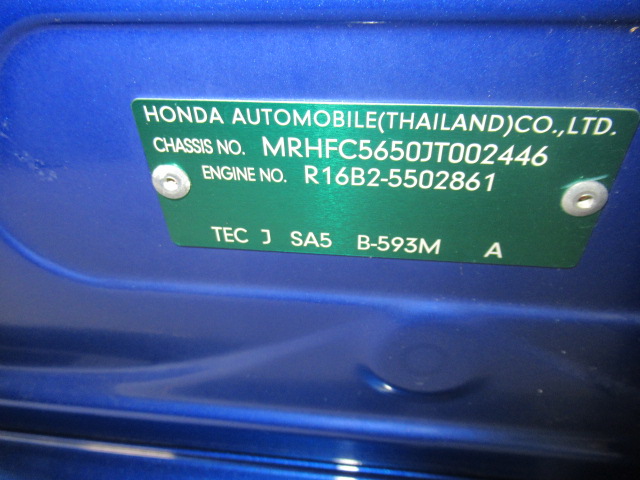 HONDA AUTOMOBILE(THAILAND)CO.,LTD.
CHASSIS NO. MRHFC5650JT002446
ENGINE NO. R16B2-5502861
TEC J SA5 B-593M A